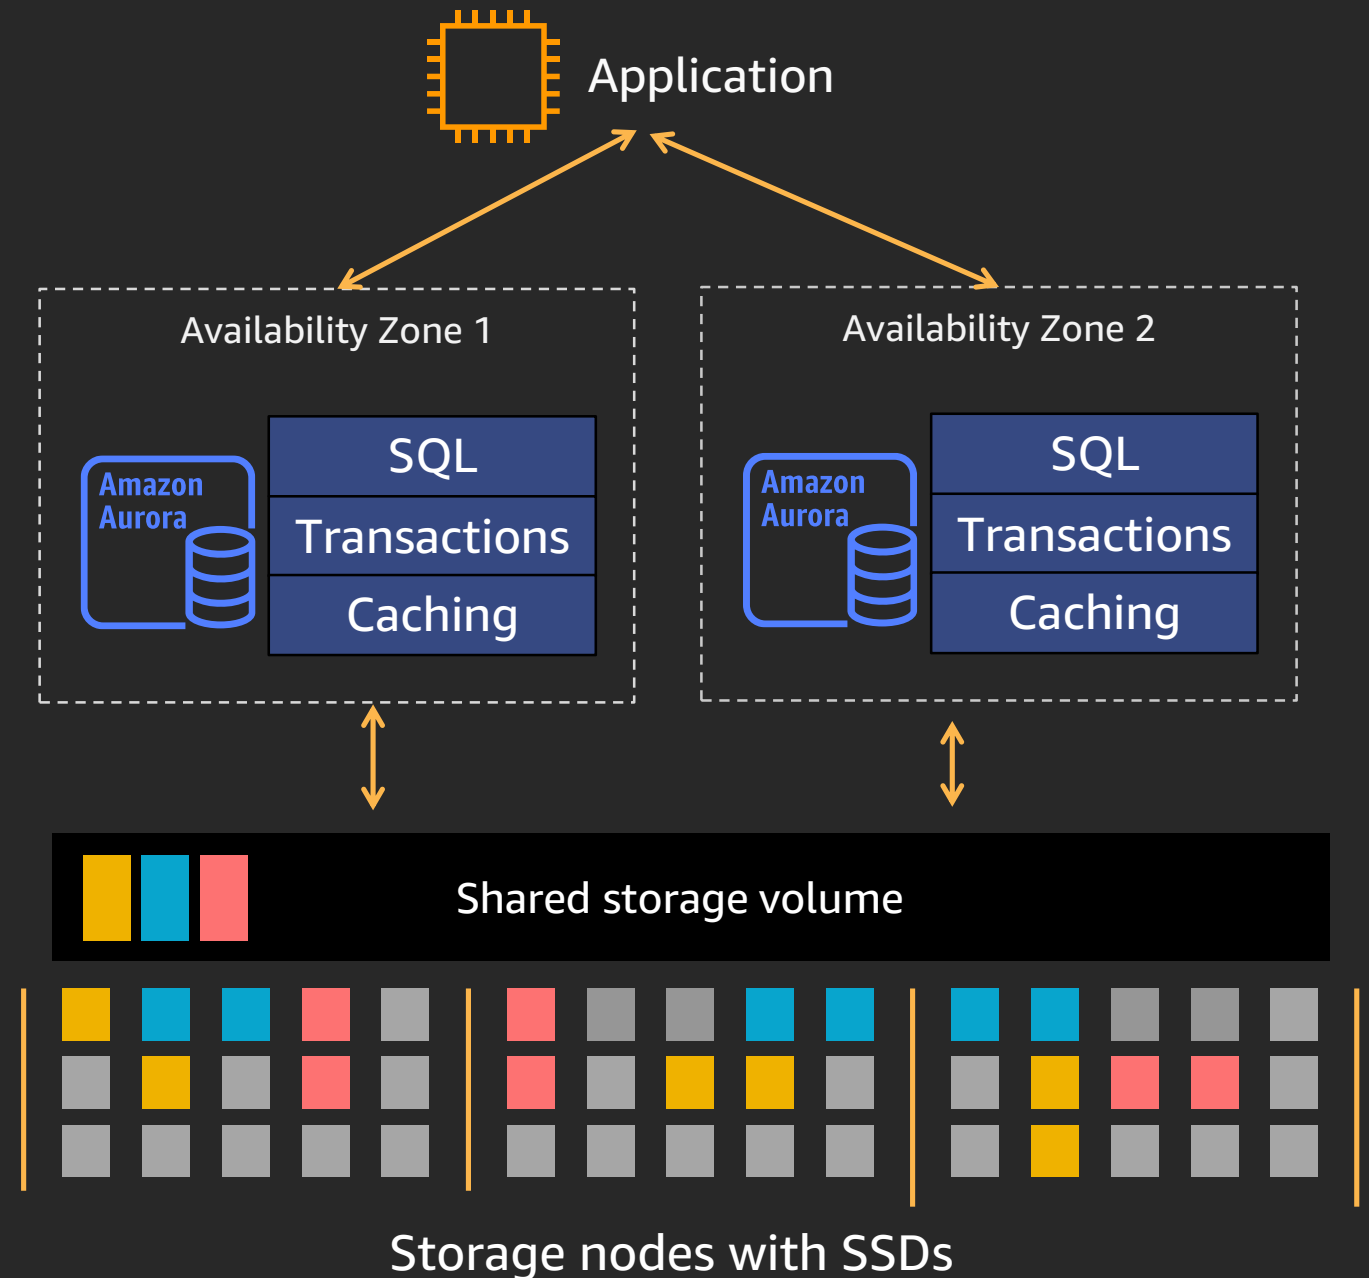 Application
Availability Zone 1
Amazon
Aurora
SQL
Transactions
Caching
Availability Zone 2
Amazon
Aurora
SQL
Transactions
Caching
Shared storage volume
Storage nodes with SSDs